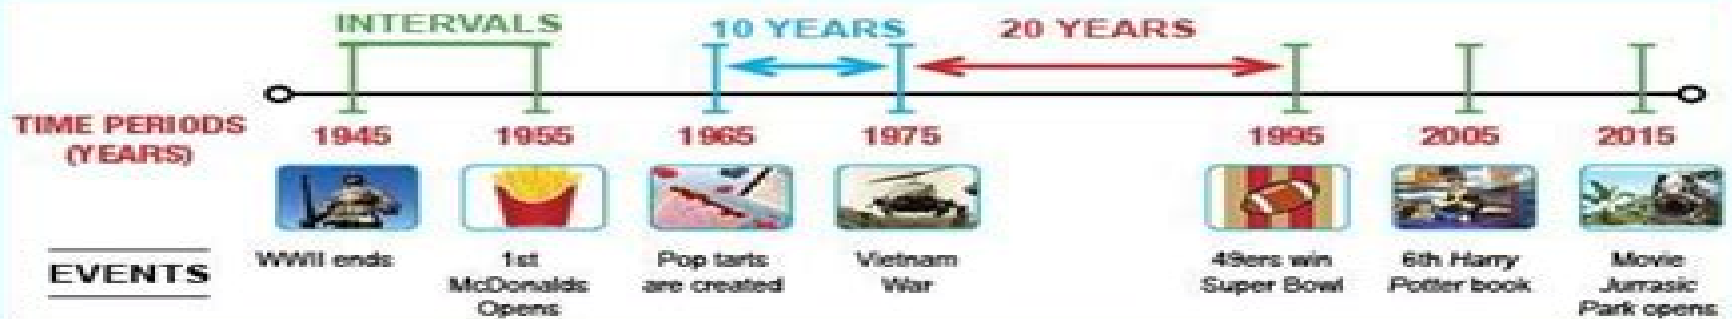 INTERVALS
10 YEARS
20 YEARS
TIME PERIODS
(YEARS)
1945
1955
1965
1975
1995
2005
2015
EVENTS
WWII ends
1st
McDonalds
Opens
Pop tarts
are created
Vietnam
War
49ers win
Super Bowl
6th Harry
Potter book
Movie
Jurrasic
Park opens